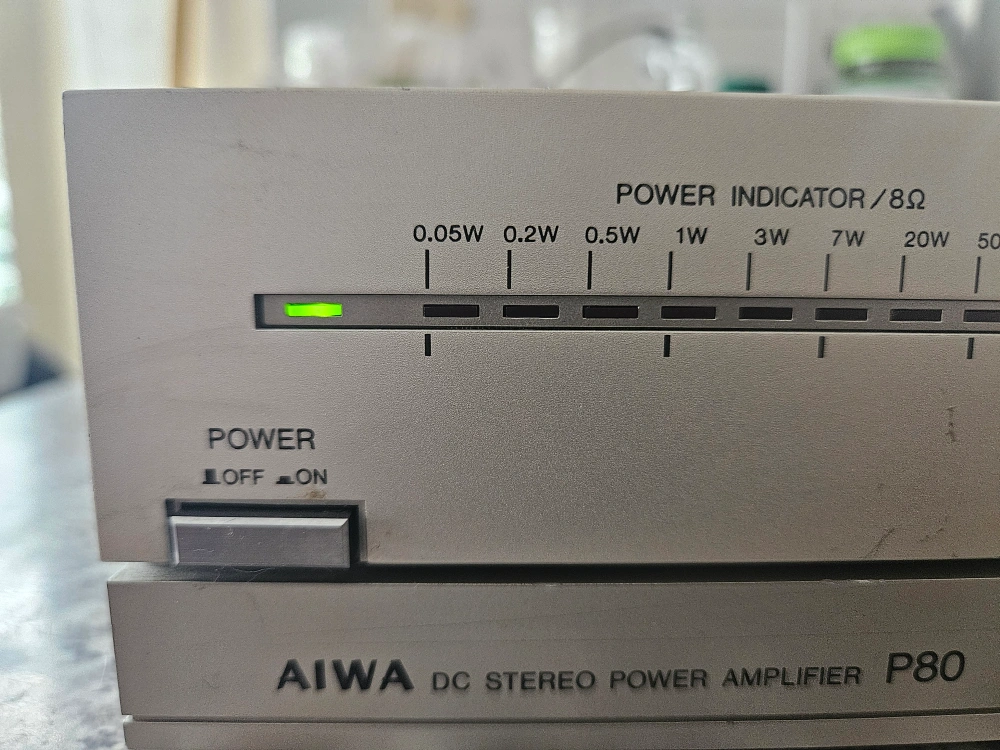 POWER INDICATOR/8Ω
0.05W 0.2W 0.5W 1W 3W 7W 20W 50
POWER
OFF ON
AIWA DC STEREO POWER AMPLIFIER P80